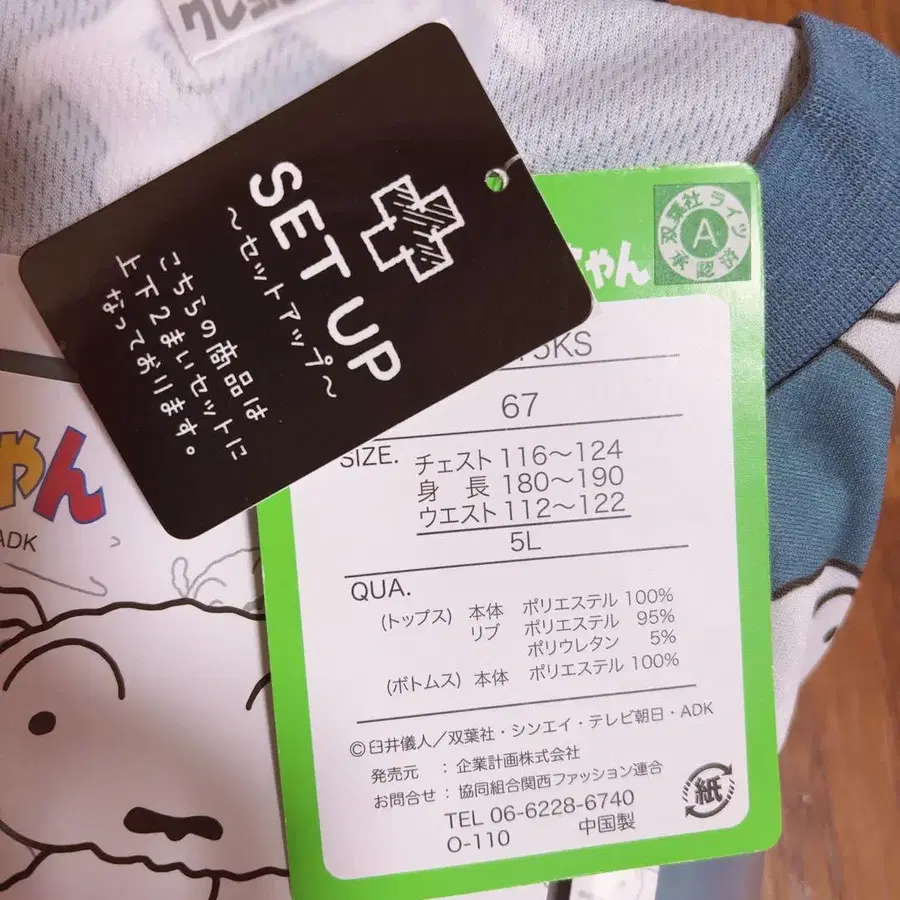 クレヨン
SET UP
～セットアップ～
こちらの商品は
上下2まいセットに
なっております。
ちゃん
双葉社ライツ
A
承認済
5KS
67
SIZE.
チェスト 116～124
身 長 180～190
ウエスト 112～122
5L
QUA.
(トップス) 本体 ポリエステル 100%
リブ ポリエステル 95%
ポリウレタン 5%
(ボトムス) 本体 ポリエステル 100%
©臼井儀人／双葉社・シンエイ・テレビ朝日・ADK
発売元 : 企業計画株式会社
お問合せ : 協同組合関西ファッション連合
TEL 06-6228-6740
O-110 中国製
紙
ゃん
ADK